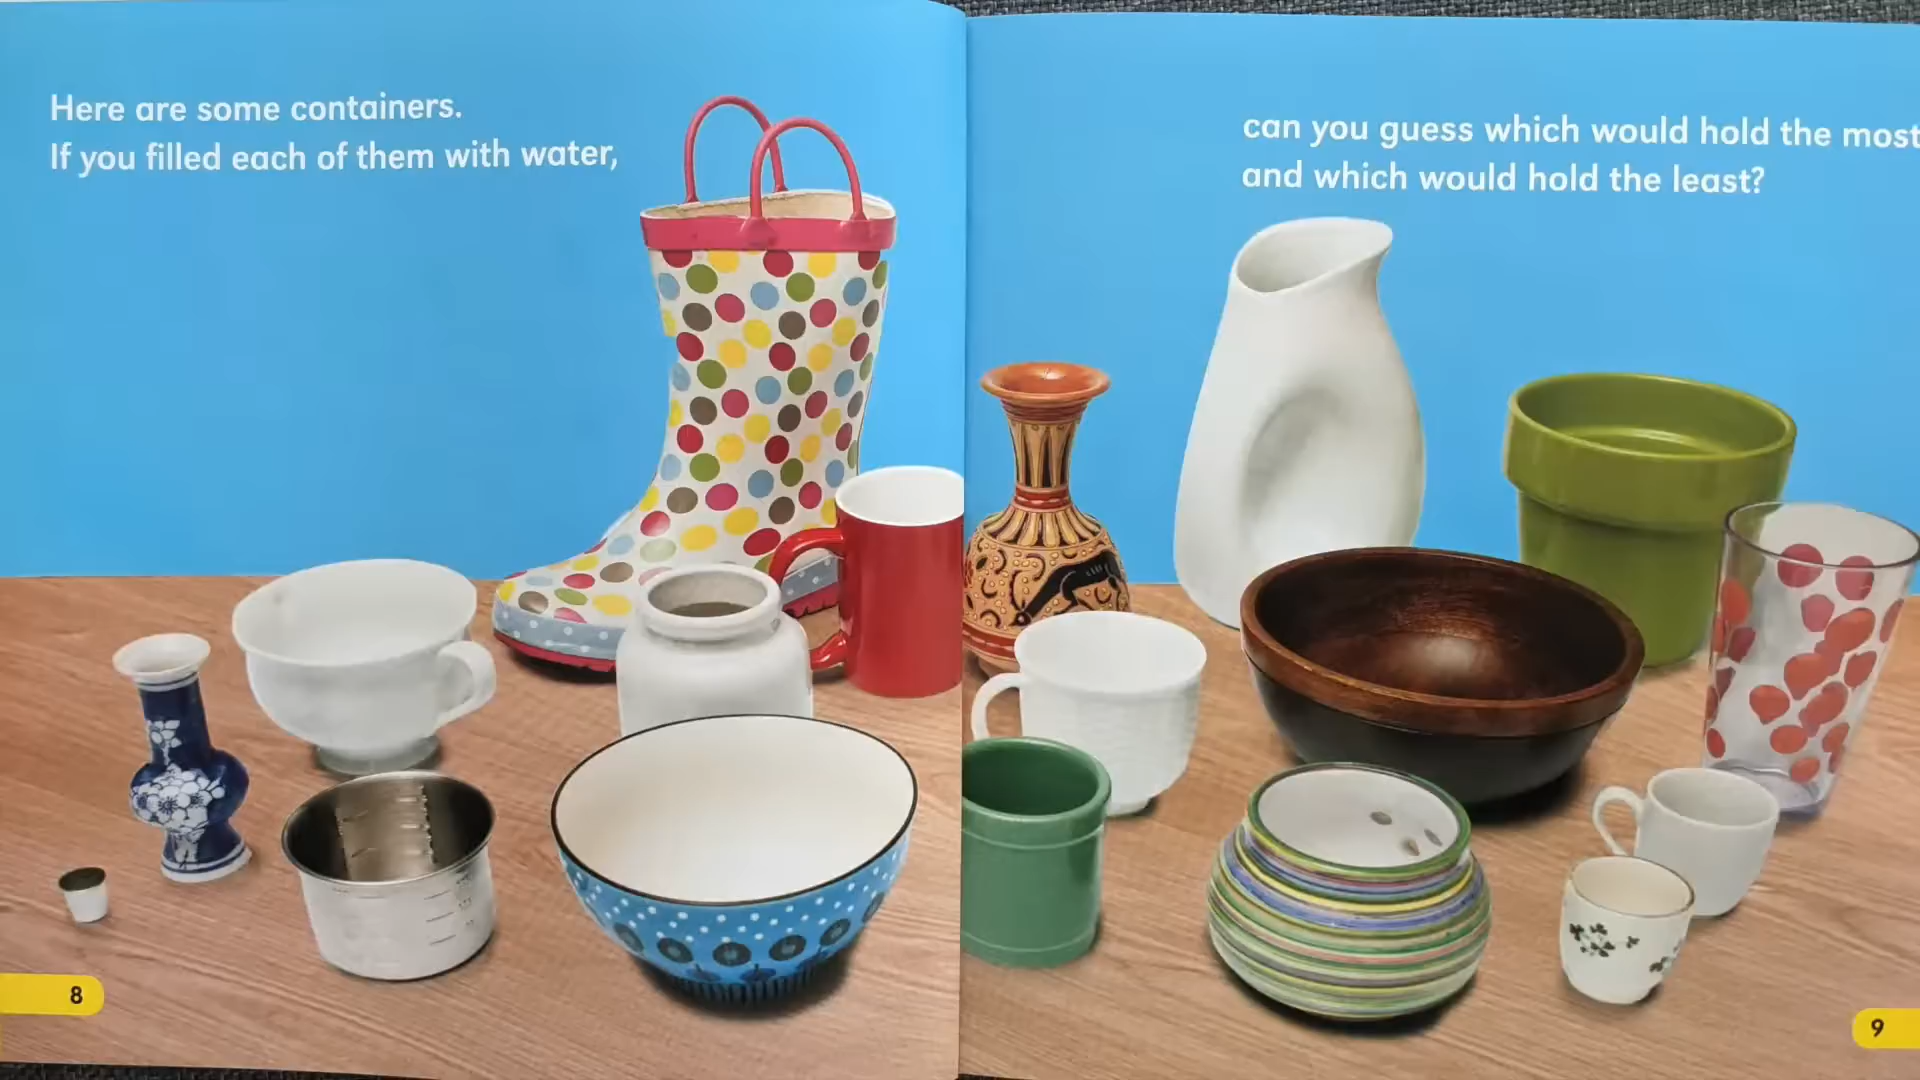 Here are some containers.
If you filled each of them with water,
can you guess which would hold the most
and which would hold the least?
8
9